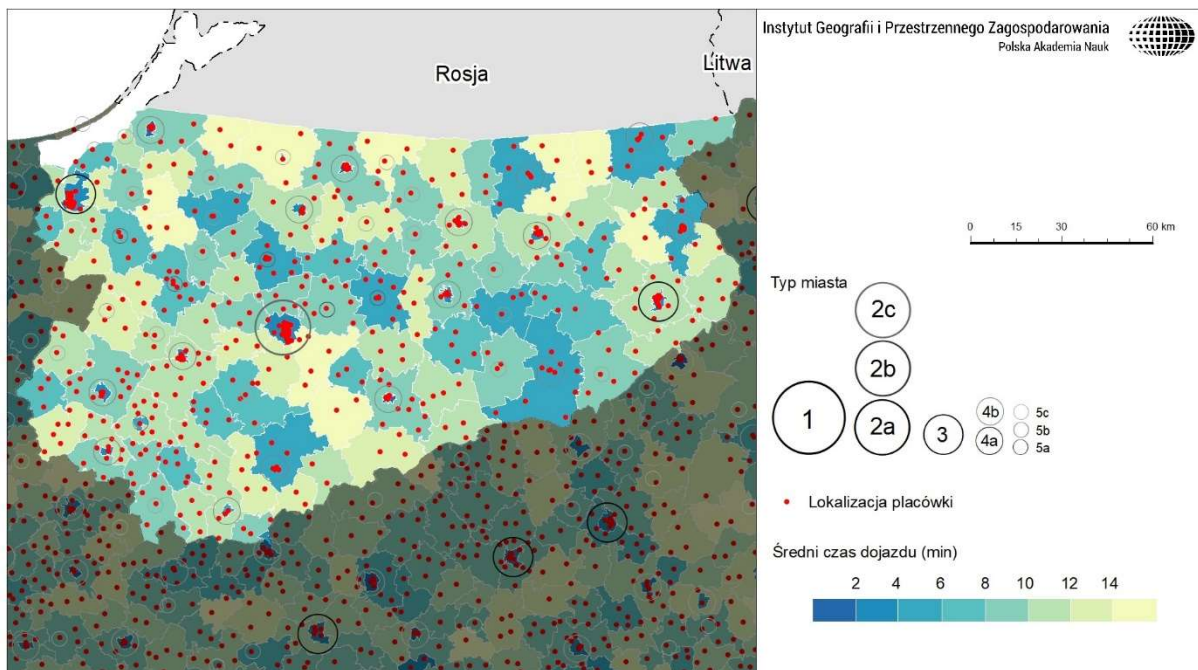 Instytut Geografii i Przestrzennego Zagospodarowania
Polska Akademia Nauk
Rosja
Litwa
0 15 30 60 km
Typ miasta
2c
2b
1
2a
3
4b
4a
5c
5b
5a
Lokalizacja placówki
Średni czas dojazdu (min)
2 4 6 8 10 12 14